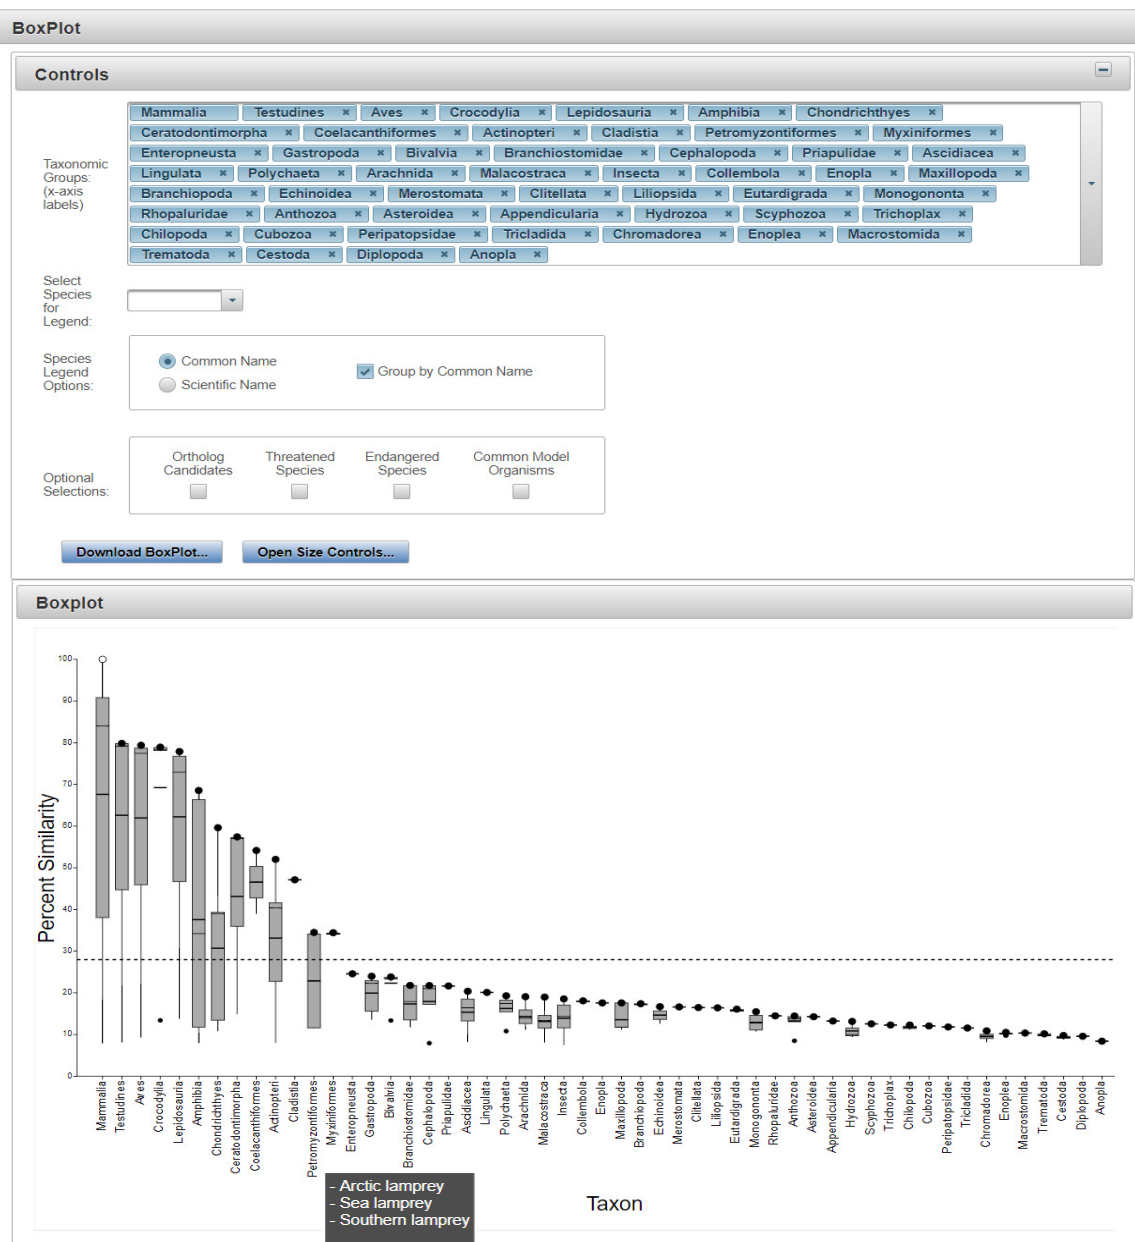 BoxPlot
Controls
Taxonomic
Groups:
(x-axis
labels)
Mammalia Testudines × Aves × Crocodylia × Lepidosauria × Amphibia × Chondrichthyes ×
Ceratodontimorpha × Coelacanthiformes × Actinopteri × Cladistia × Petromyzontiformes × Myxiniformes ×
Enteropneusta × Gastropoda × Bivalvia × Branchiostomidae × Cephalopoda × Priapulidae × Ascidiacea ×
Lingulata × Polychaeta × Arachnida × Malacostraca × Insecta × Collembola × Enopla × Maxillopoda ×
Branchiopoda × Echinoidea × Merostomata × Clitellata × Liliopsida × Eutardigrada × Monogononta ×
Rhopaluridae × Anthozoa × Asteroidea × Appendicularia × Hydrozoa × Scyphozoa × Trichoplax ×
Chilopoda × Cubozoa × Peripatopsidae × Tricladida × Chromadorea × Enoplea × Macrostomida ×
Trematoda × Cestoda × Diplopoda × Anopla ×
Select
Species
for
Legend:
Species
Legend
Options:
Common Name
Scientific Name
Group by Common Name
Optional
Selections:
Ortholog
Candidates
Threatened
Species
Endangered
Species
Common Model
Organisms
Download BoxPlot...
Open Size Controls...
Boxplot
Percent Similarity
100
90
80
70
60
50
40
30
20
10
0
Mammalia
Testudines
Aves
Crocodylia
Lepidosauria
Amphibia
Chondrichthyes
Ceratodontimorpha
Coelacanthiformes
Actinopteri
Cladistia
Petromyzontiformes
Myxiniformes
Enteropneusta
Gastropoda
Bivalvia
Branchiostomidae
Cephalopoda
Priapulidae
Ascidiacea
Lingulata
Polychaeta
Arachnida
Malacostraca
Insecta
Collembola
Enopla
Maxillopoda
Branchiopoda
Echinoidea
Merostomata
Clitellata
Liliopsida
Eutardigrada
Monogononta
Rhopaluridae
Anthozoa
Asteroidea
Appendicularia
Hydrozoa
Scyphozoa
Trichoplax
Chilopoda
Cubozoa
Peripatopsidae
Tricladida
Chromadorea
Enoplea
Macrostomida
Trematoda
Cestoda
Diplopoda
Anopla
- Arctic lamprey
- Sea lamprey
- Southern lamprey
Taxon